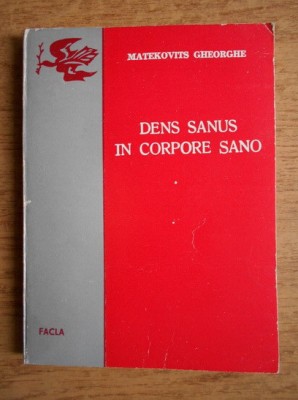 MATEKOVITS GHEORGHE
DENS SANUS
IN CORPORE SANO
FACLA